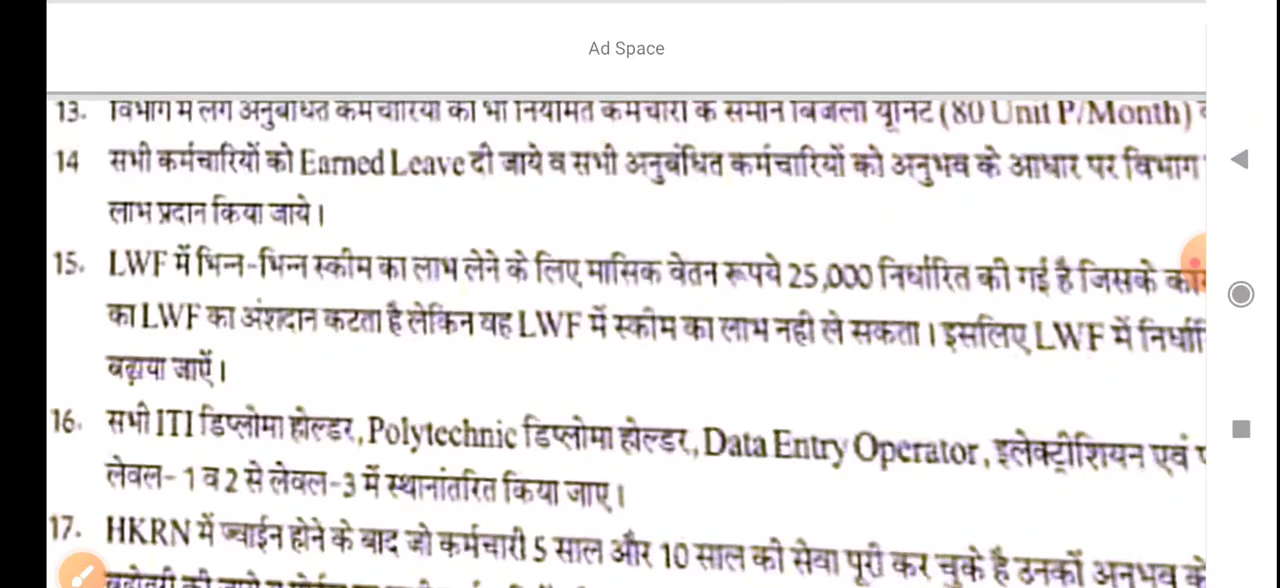 Ad Space
13. विभाग में लगे अनुबंधित कर्मचारियों को भी नियमित कर्मचारी के समान बिजली यूनिट (80 Unit P/Month)
14 सभी कर्मचारियों को Earned Leave दी जाये व सभी अनुबंधित कर्मचारियों को अनुभव के आधार पर विभाग
लाभ प्रदान किया जाये।
15. LWF में भिन्न-भिन्न स्कीम का लाभ लेने के लिए मासिक वेतन रूपये 25,000 निर्धारित की गई है जिसके
का LWF का अंशदान कटता है लेकिन वह LWF में स्कीम का लाभ नही ले सकता। इसलिए LWF में
बढ़ाया जाएँ।
16. सभी ITI डिप्लोमा होल्डर, Polytechnic डिप्लोमा होल्डर, Data Entry Operator, इलेक्ट्रीशियन एवं
लेवल- 1 व 2 से लेवल-3 में स्थानांतरित किया जाए।
17. HKRN में ज्वाईन होने के बाद जो कर्मचारी 5 साल और 10 साल की सेवा पूरी कर चुके है उनकों अनुभव के